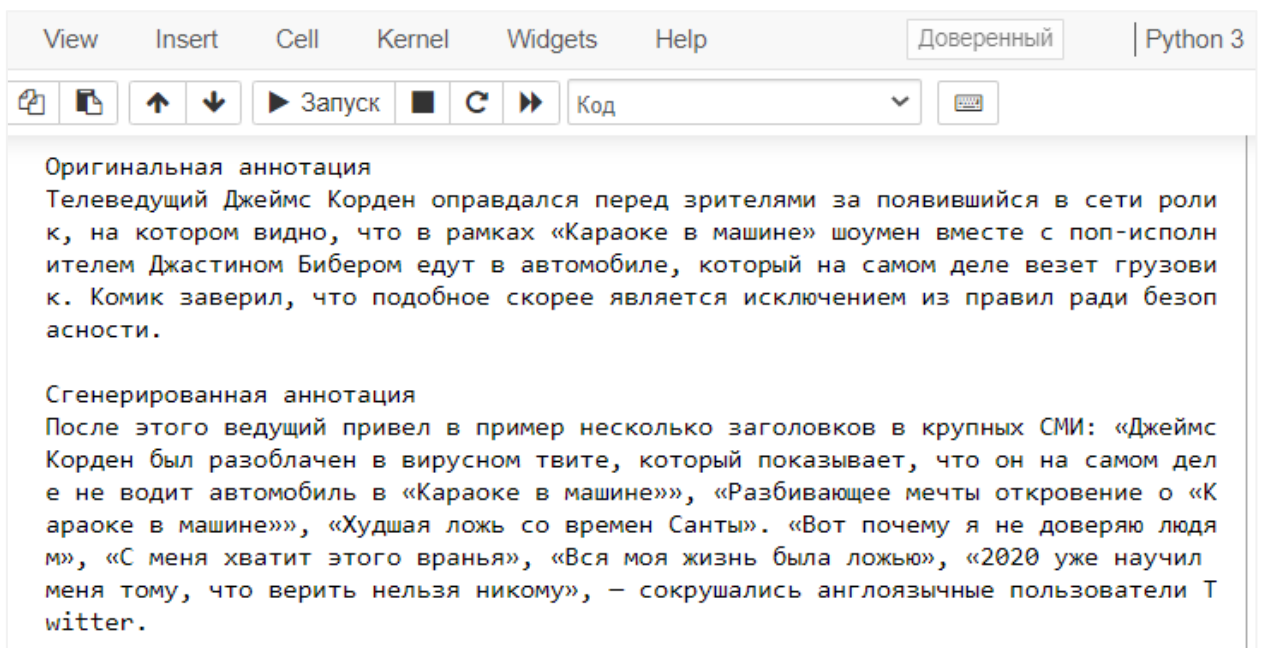 View Insert Cell Kernel Widgets Help Доверенный Python 3
Запуск Код
Оригинальная аннотация
Телеведущий Джеймс Корден оправдался перед зрителями за появившийся в сети роли
к, на котором видно, что в рамках «Караоке в машине» шоумен вместе с поп-исполн
ителем Джастином Бибером едут в автомобиле, который на самом деле везет грузови
к. Комик заверил, что подобное скорее является исключением из правил ради безоп
асности.
Сгенерированная аннотация
После этого ведущий привел в пример несколько заголовков в крупных СМИ: «Джеймс
Корден был разоблачен в вирусном твите, который показывает, что он на самом дел
е не водит автомобиль в «Караоке в машине»», «Разбивающее мечты откровение о «К
араоке в машине»», «Худшая ложь со времен Санты». «Вот почему я не доверяю людя
м», «С меня хватит этого вранья», «Вся моя жизнь была ложью», «2020 уже научил
меня тому, что верить нельзя никому», — сокрушались англоязычные пользователи T
witter.